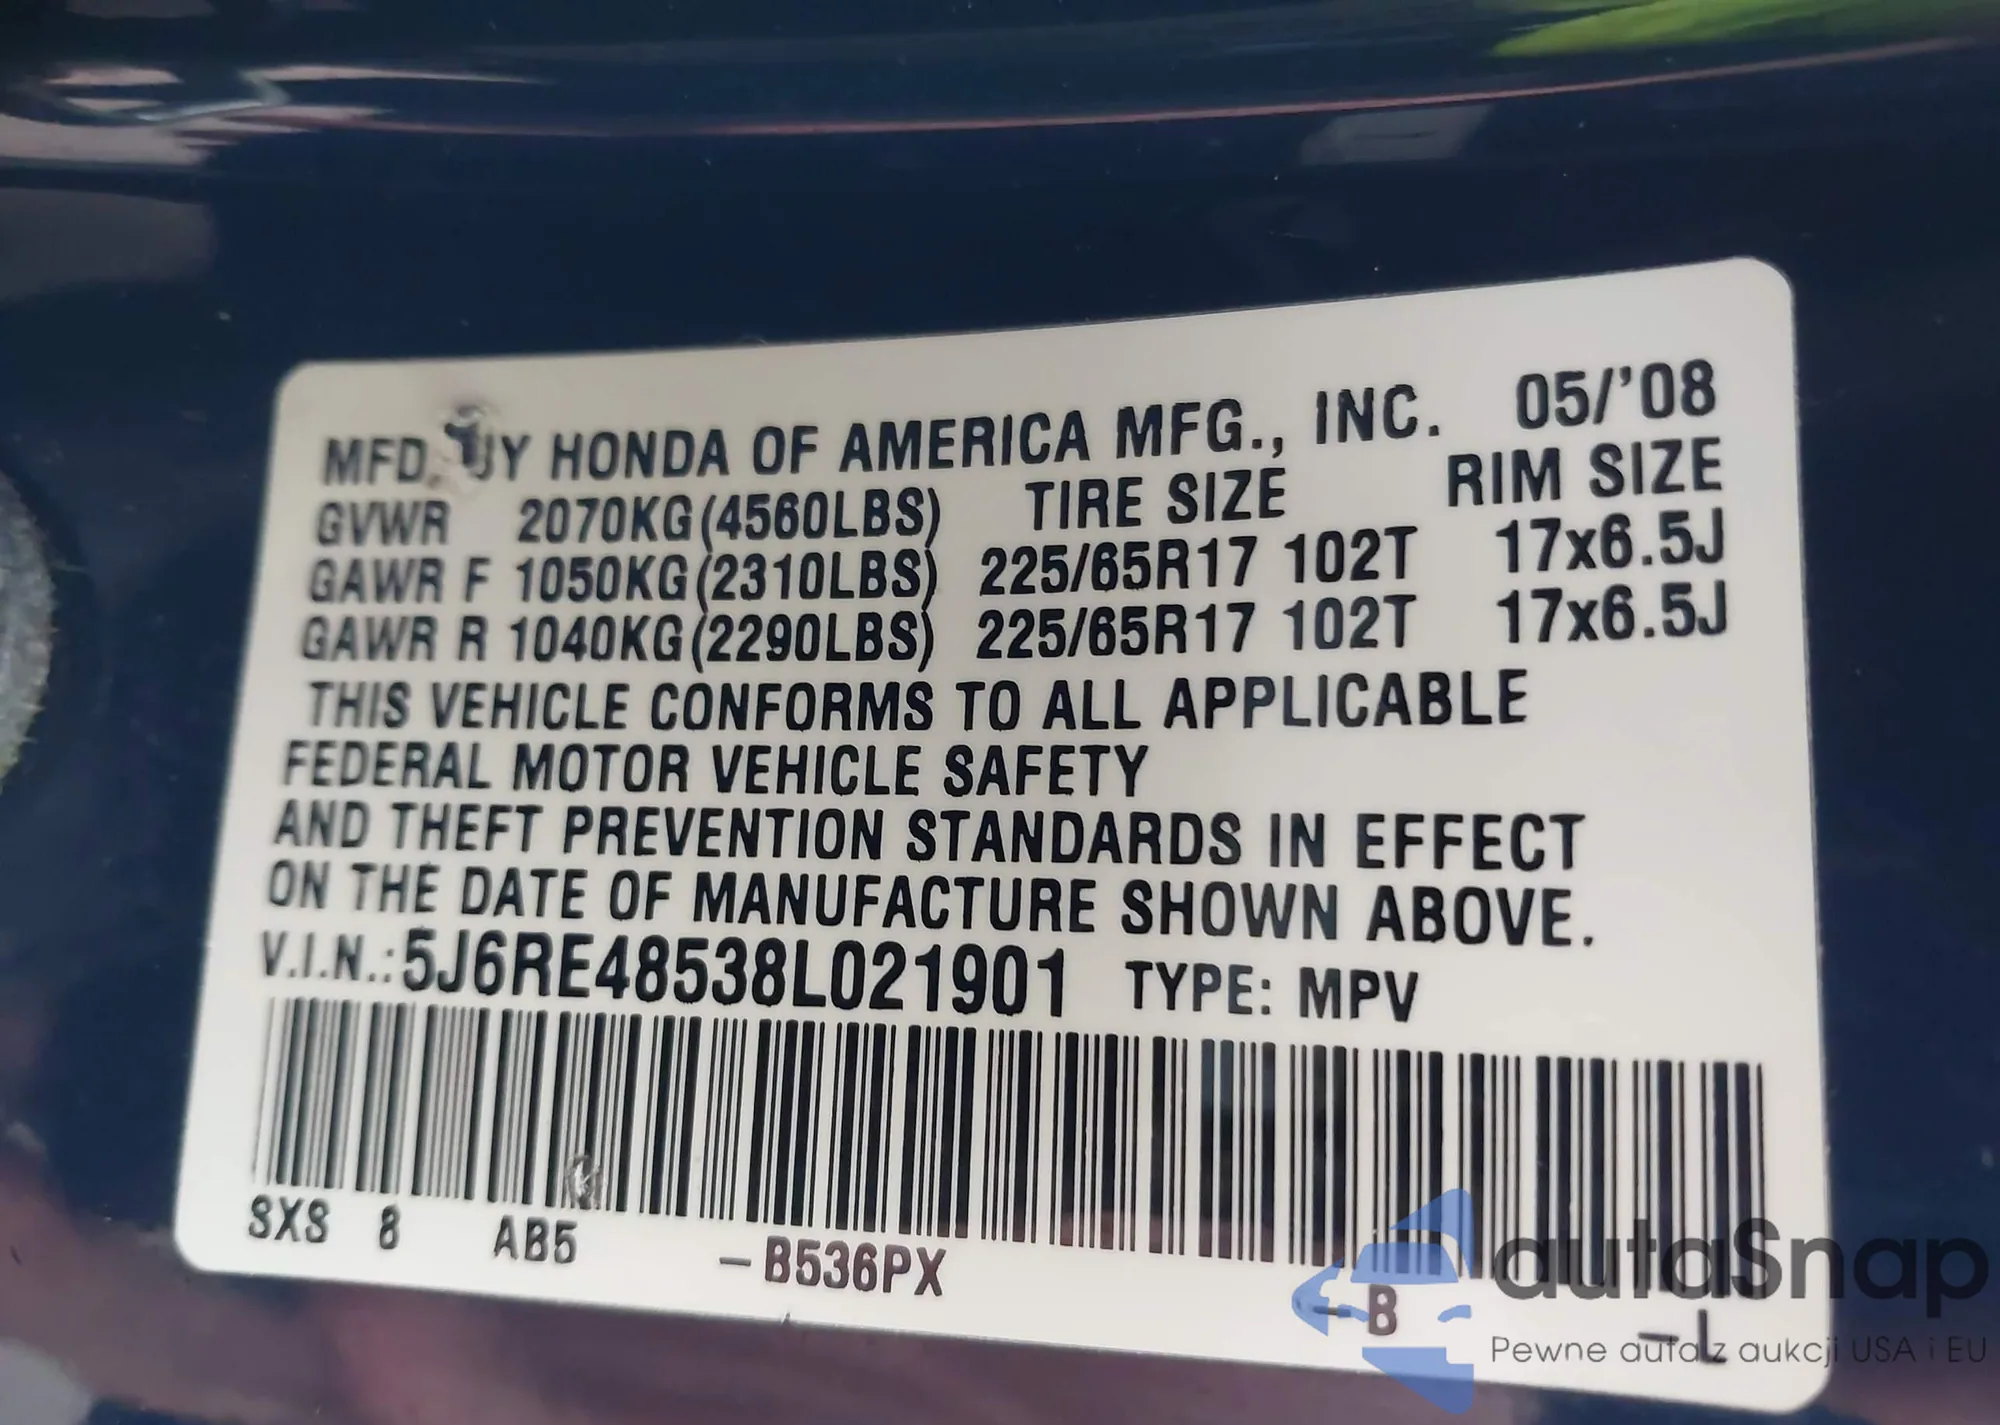 MFD. BY HONDA OF AMERICA MFG., INC. 05/'08
GVWR 2070KG(4560LBS) TIRE SIZE RIM SIZE
GAWR F 1050KG(2310LBS) 225/65R17 102T 17x6.5J
GAWR R 1040KG(2290LBS) 225/65R17 102T 17x6.5J
THIS VEHICLE CONFORMS TO ALL APPLICABLE
FEDERAL MOTOR VEHICLE SAFETY
AND THEFT PREVENTION STANDARDS IN EFFECT
ON THE DATE OF MANUFACTURE SHOWN ABOVE.
V.I.N.:5J6RE48538L021901 TYPE: MPV
SXS 8 AB5 -B536PX -B -L
autaSnap
Pewne auta z aukcji USA i EU